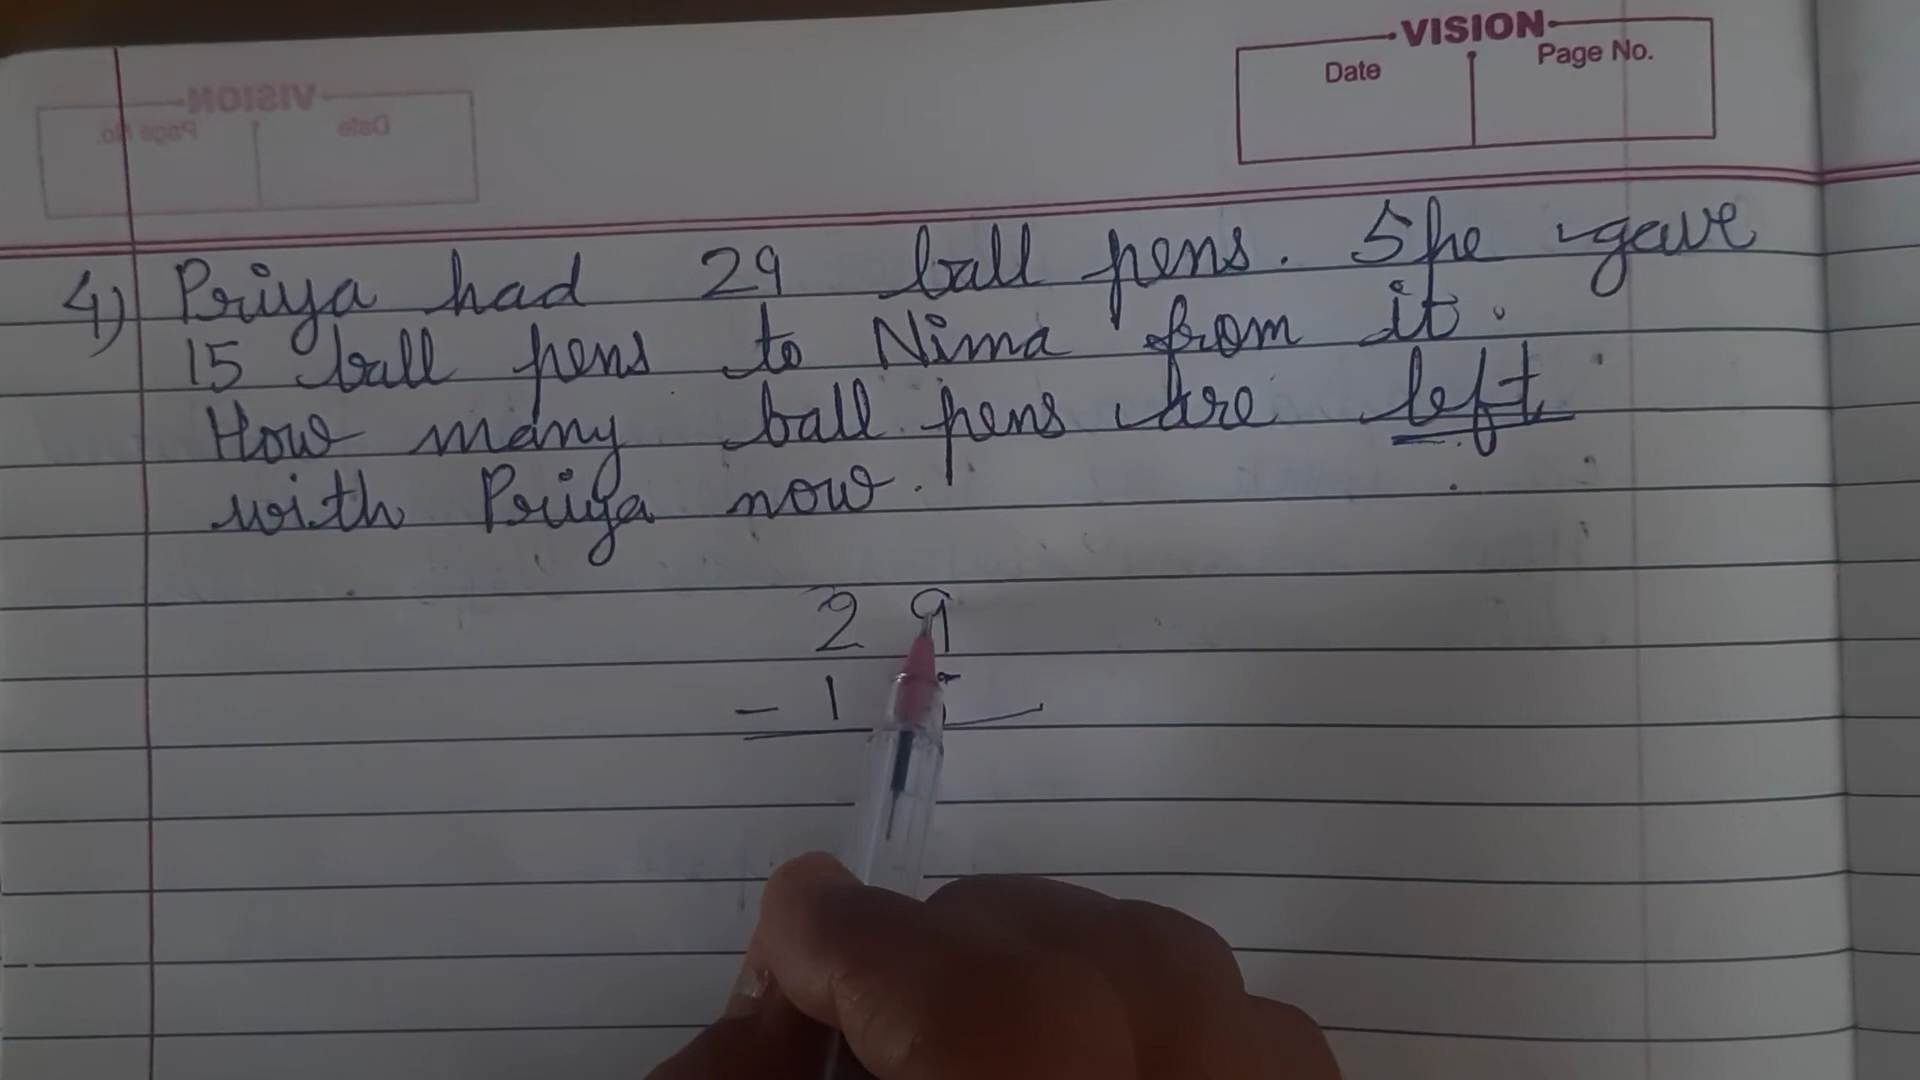 VISION
Date Page No.
4) Priya had 29 ball pens. She gave
15 ball pens to Nima from it.
How many ball pens are left
with Priya now.
2 9
- 1